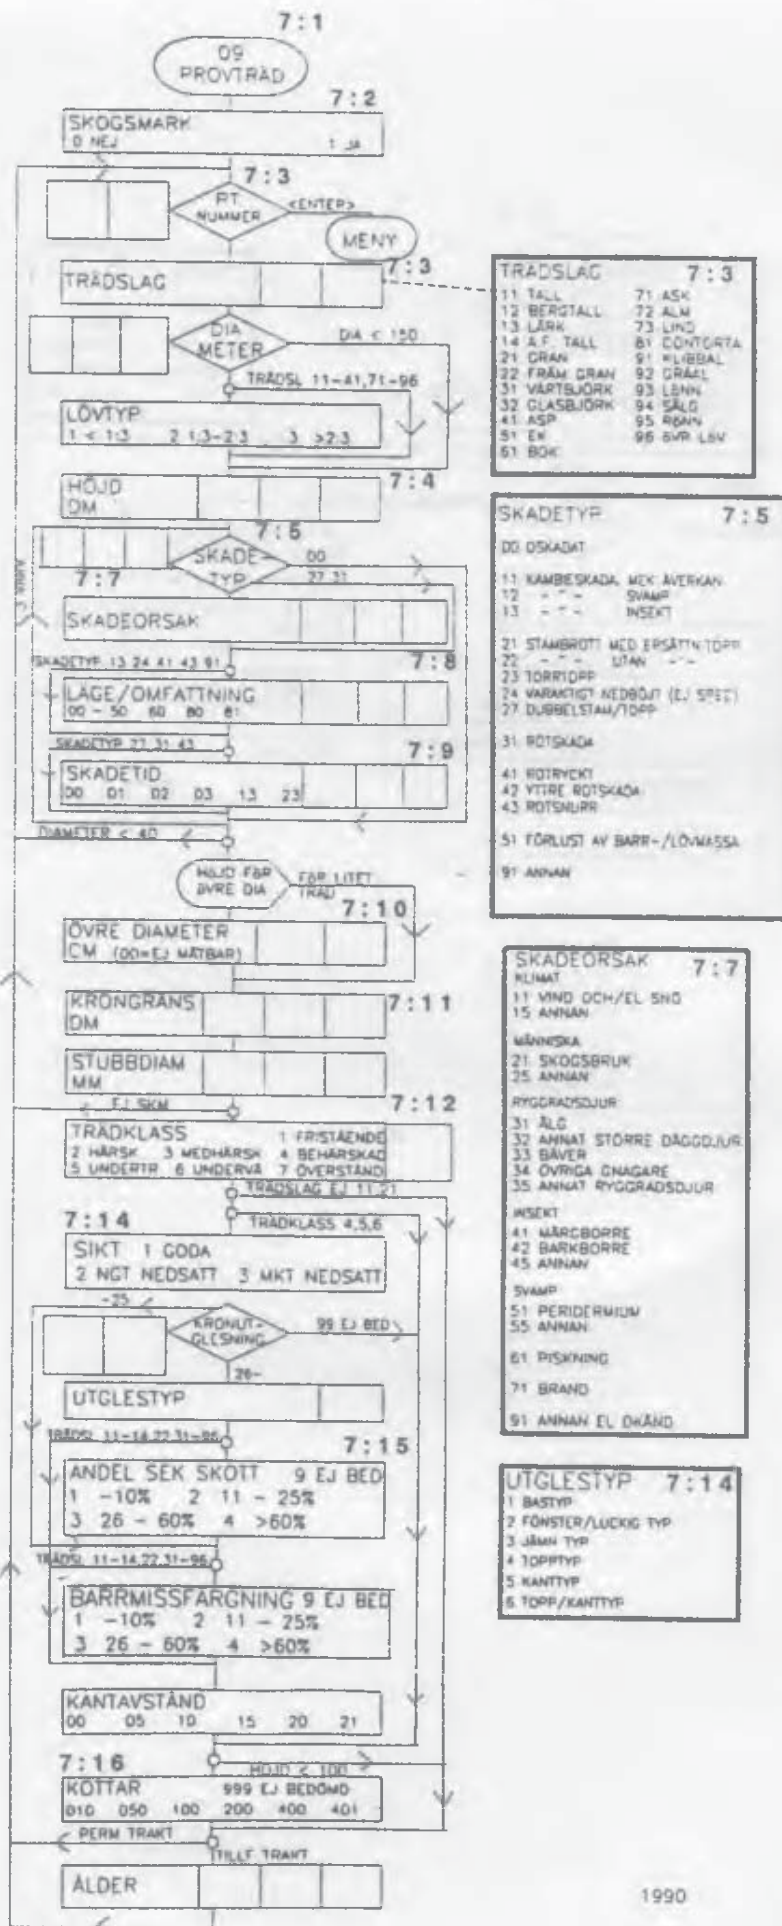 7:1
09
PROVTRÄD
7:2
SKOGSMARK
0 NEJ 1 JA
7:3
PT
NUMMER
<ENTER>
MENY
TRÄDSLAG
7:3
DIA
METER
DIA < 150
TRÄDSL 11-41,71-96
LÖVTYP
1 < 1:3 2 1:3-2:3 3 >2:3
HÖJD
DM
7:4
7:5
SKADE-
TYP
00
27,31
7:7
SKADEORSAK
SKADETYP 13 24 41 43 91
7:8
LÄGE/OMFATTNING
00 - 50 60 80 81
SKADETYP 27 31 43
7:9
SKADETID
00 01 02 03 13 23
DIAMETER < 40
HÖJD FÖR
ÖVRE DIA
FÖR LITET
TRÄD
7:10
ÖVRE DIAMETER
CM (00=EJ MÄTBAR)
KRONGRÄNS
DM
7:11
STUBBDIAM
MM
EJ SKM
7:12
TRÄDKLASS 1 FRISTÅENDE
2 HÄRSK 3 MEDHÄRSK 4 BEHÄRSKAD
5 UNDERTR 6 UNDERVÄ 7 ÖVERSTÅND
TRÄDSLAG EJ 11,21
TRÄDKLASS 4,5,6
7:14
SIKT 1 GODA
2 NGT NEDSATT 3 MKT NEDSATT
-25
KRONUT-
GLESNING
99 EJ BED
26-
UTGLESTYP
TRÄDSL 11-14,22,31-96
7:15
ANDEL SEK SKOTT 9 EJ BED
1 -10% 2 11 - 25%
3 26 - 60% 4 >60%
TRÄDSL 11-14,22,31-96
BARRMISSFÄRGNING 9 EJ BED
1 -10% 2 11 - 25%
3 26 - 60% 4 >60%
KANTAVSTÅND
00 05 10 15 20 21
HÖJD < 100
7:16
KOTTAR 999 EJ BEDÖMD
010 050 100 200 400 401
PERM TRAKT
TILLF TRAKT
ÅLDER
TRÄDSLAG 7:3
11 TALL 71 ASK
12 BERGTALL 72 ALM
13 LÄRK 73 LIND
14 A.F. TALL 81 CONTORTA
21 GRAN 91 KLIBBAL
22 FRÄM GRAN 92 GRÅAL
31 VÅRTBJÖRK 93 LÖNN
32 GLASBJÖRK 94 SÄLG
41 ASP 95 RÖNN
51 EK 96 ÖVR LÖV
61 BOK
SKADETYP 7:5
00 OSKADAT
11 KAMBIESKADA, MEK ÅVERKAN
12 - " - SVAMP
13 - " - INSEKT
21 STAMBROTT MED ERSÄTTN TOPP
22 - " - UTAN - " -
23 TORRTOPP
24 VARAKTIGT NEDBÖJT (EJ SPEC)
27 DUBBELSTAM/TOPP
31 RÖTSKADA
41 ROTRYCKT
42 YTTRE ROTSKADA
43 ROTSNURR
51 FÖRLUST AV BARR-/LÖVMASSA
91 ANNAN
SKADEORSAK 7:7
KLIMAT
11 VIND OCH/EL SNÖ
15 ANNAN
MÄNNISKA
21 SKOGSBRUK
25 ANNAN
RYGGRADSDJUR
31 ÄLG
32 ANNAT STÖRRE DÄGGDJUR
33 BÄVER
34 ÖVRIGA GNAGARE
35 ANNAT RYGGRADSDJUR
INSEKT
41 MÄRGBORRE
42 BARKBORRE
45 ANNAN
SVAMP
51 PERIDERMIUM
55 ANNAN
61 PISKNING
71 BRAND
91 ANNAN EL OKÄND
UTGLESTYP 7:14
1 BASTYP
2 FÖNSTER/LUCKIG TYP
3 JÄMN TYP
4 TOPPTYP
5 KANTTYP
6 TOPP/KANTTYP
1990